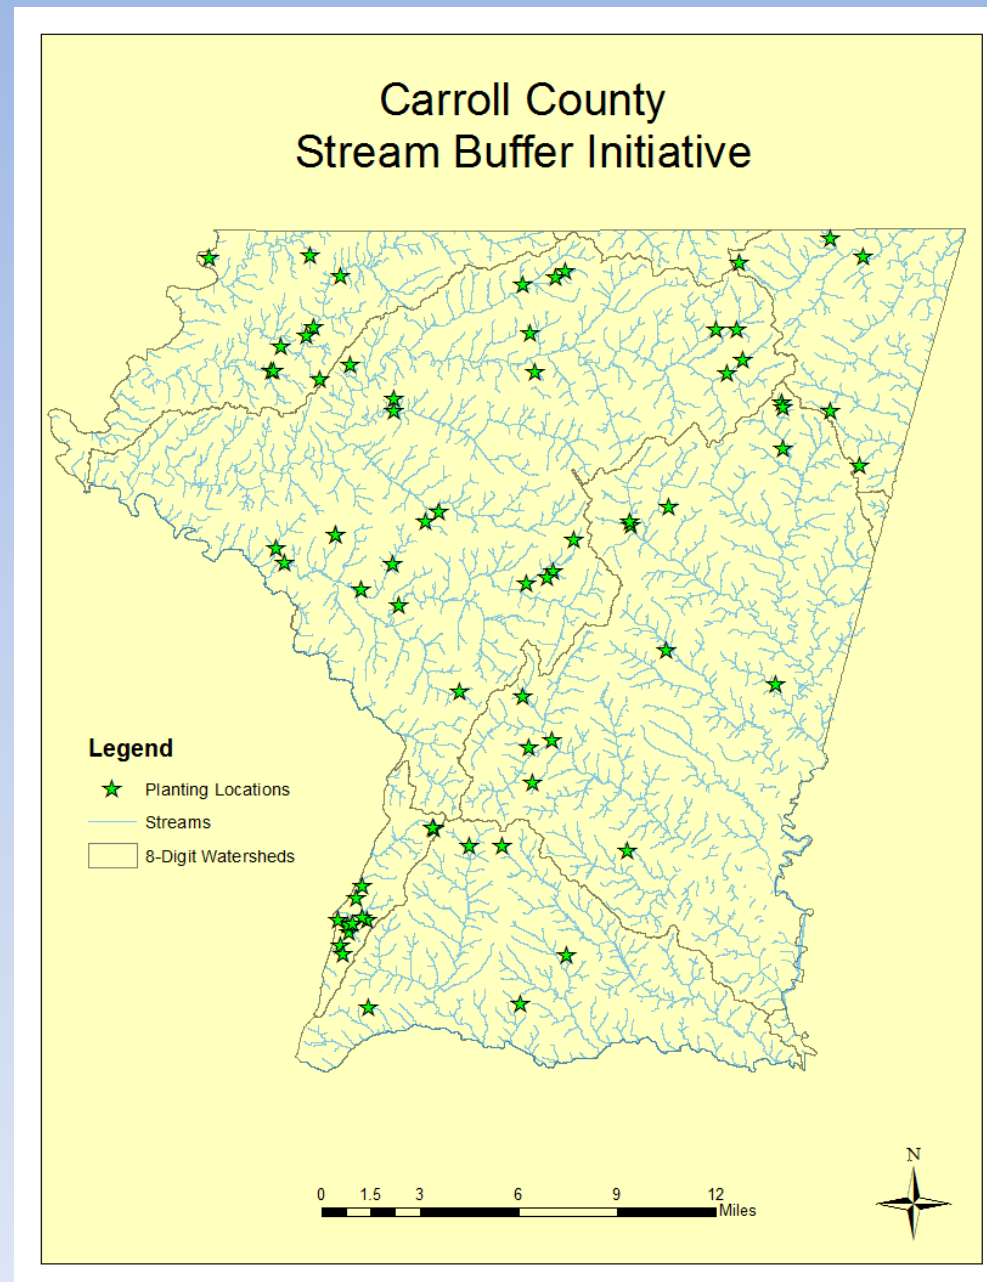 Carroll County
Stream Buffer Initiative
Legend
Planting Locations
Streams
8-Digit Watersheds
N
0 1.5 3 6 9 12
Miles